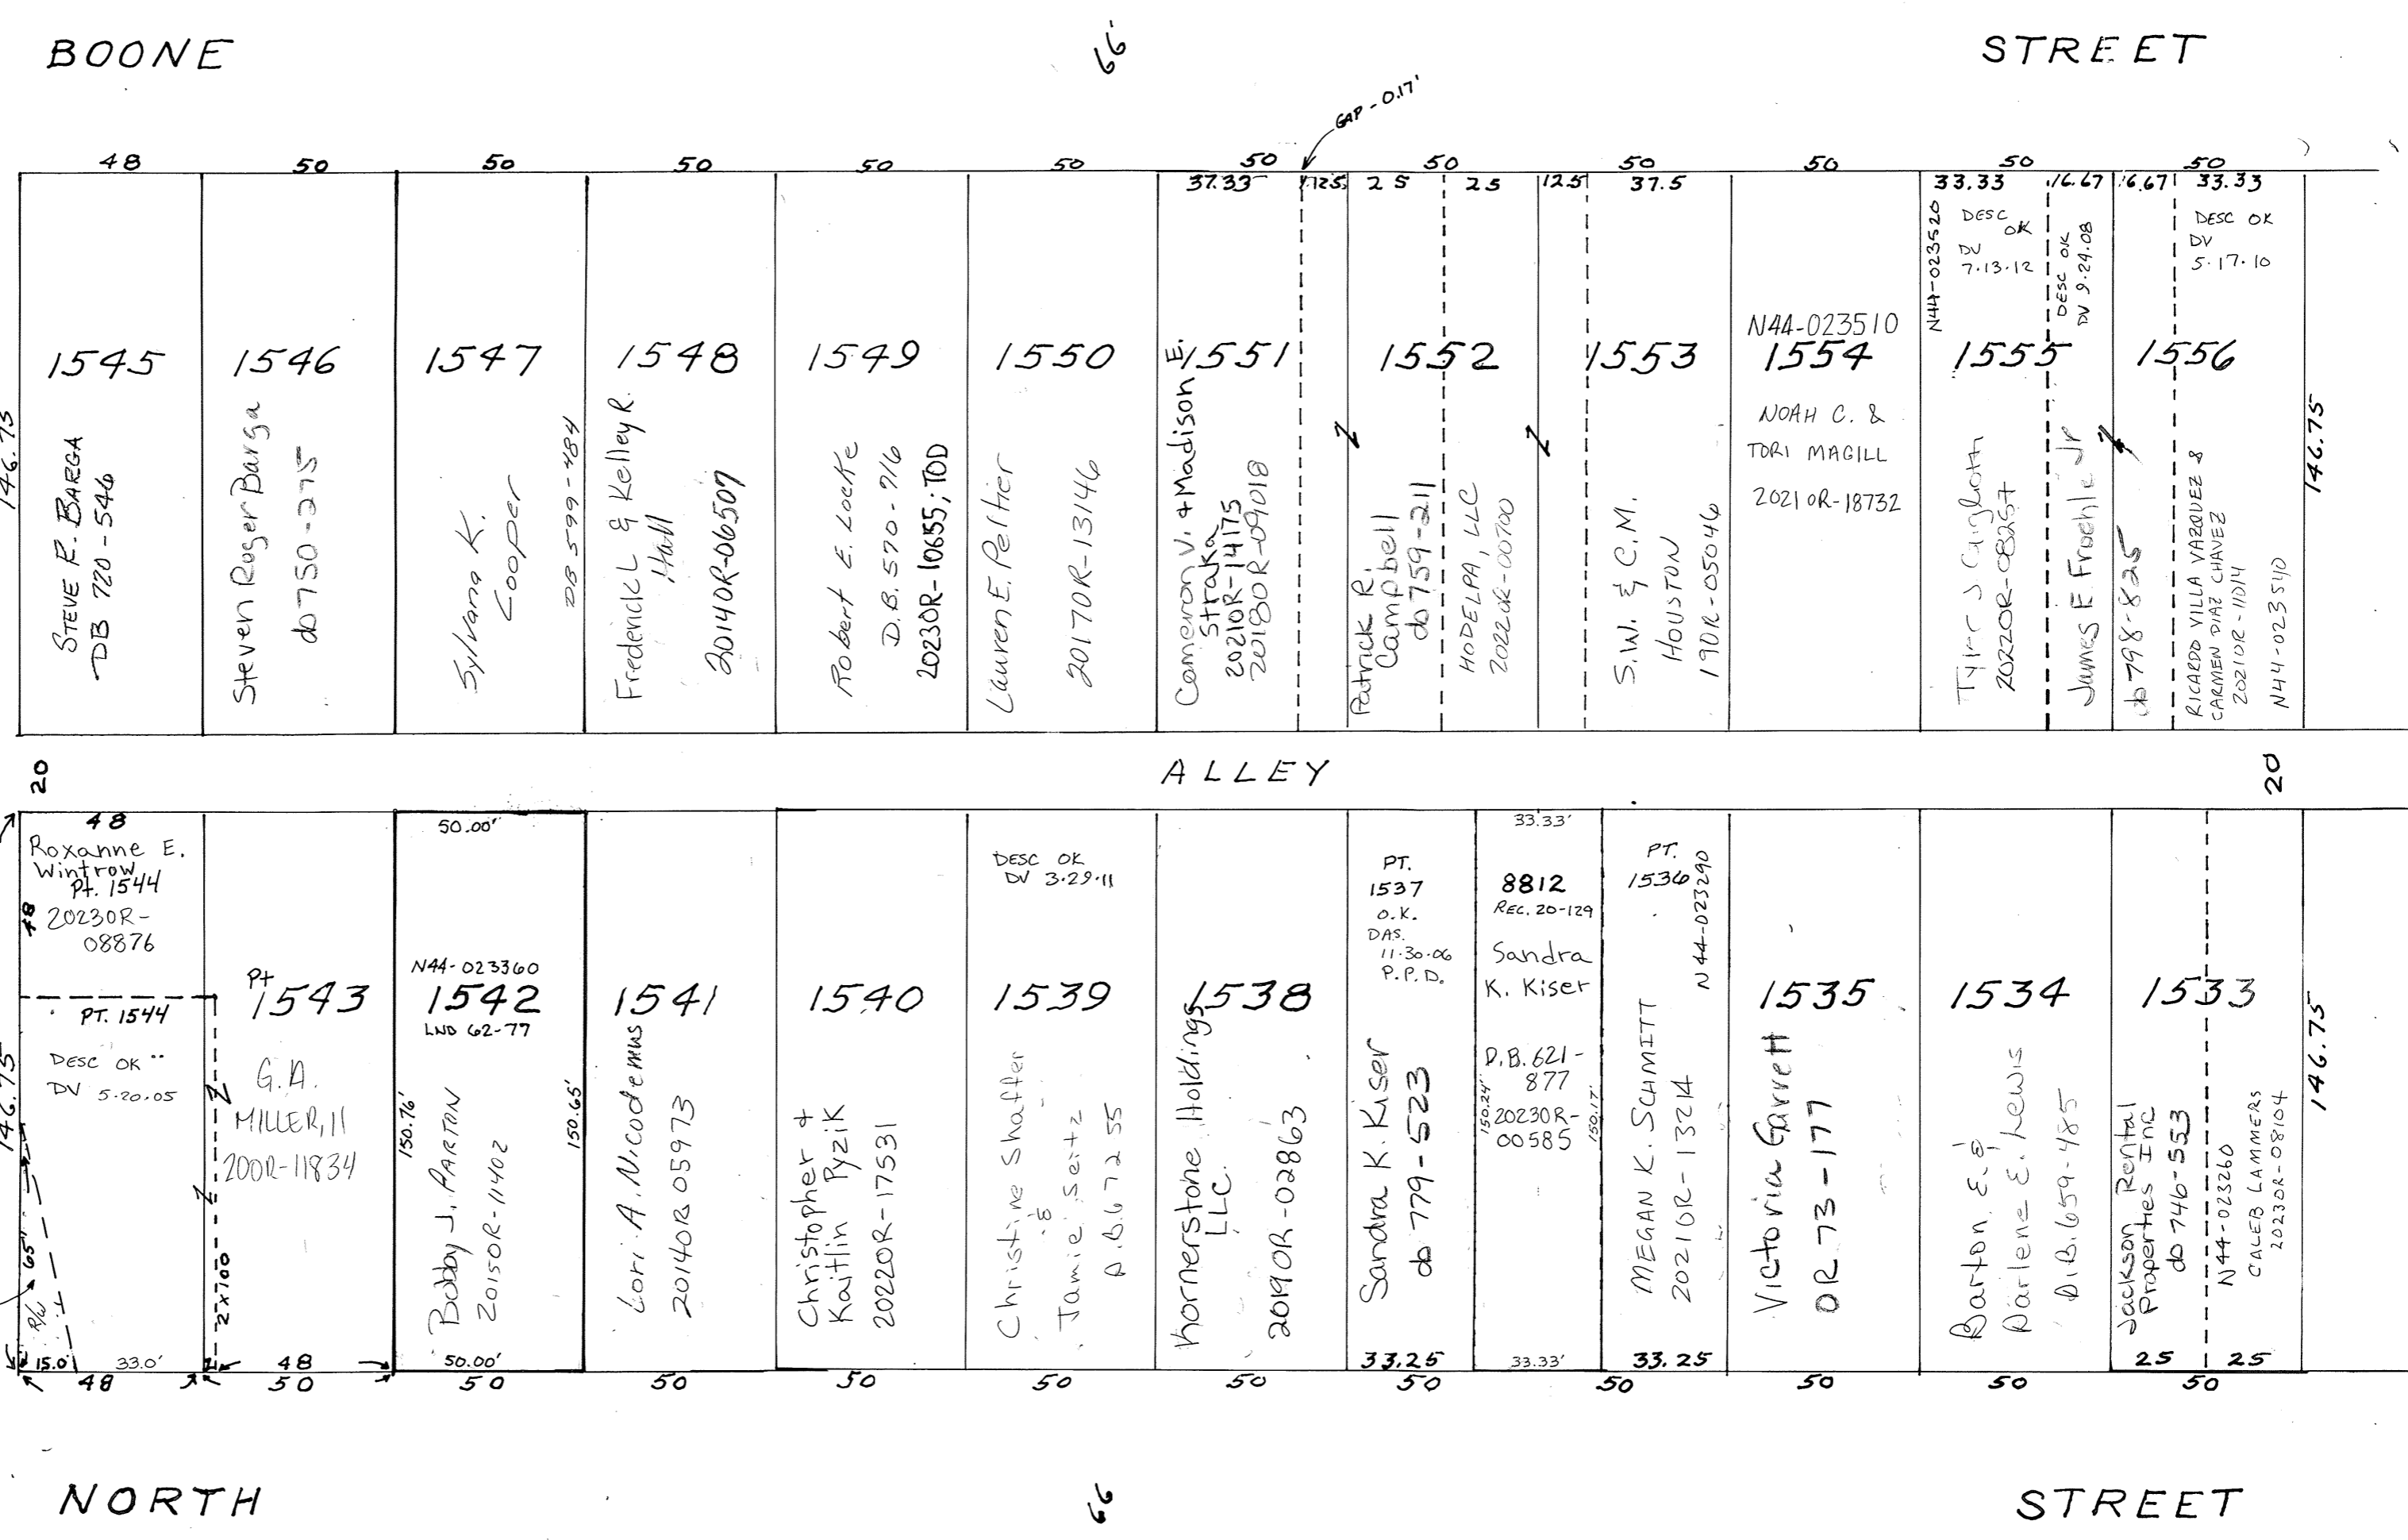 BOONE
66'
STREET
GAP - 0.17'
48
50
50
50
50
50
50
50
50
50
50
50
37.33
12.5
25
25
12.5
37.5
33.33
16.67
16.67
33.33
146.75
1545
STEVE R. BARGA
DB 720-546
1546
Steven Roger Barga
db 750-275
1547
Sylvana K.
Looper
DB 599-484
1548
Frederick L & Kelley R.
Hall
2014OR-06507
1549
Robert E. Locke
D.B. 570-716
2023OR-10655; TOD
1550
Lauren E. Peltier
2017OR-13146
1551
Cameron V. + Madison E.
Straka
2021OR-14175
2018OR-09018
1552
Patrick R.
Campbell
db 759-211
HODELPA, LLC
2022OR-00700
1553
S.W. & C.M.
HOUSTON
190R-05046
N44-023510
1554
NOAH C. &
TORI MAGILL
2021OR-18732
N44-023520
DESC
OK
DV
7.13.12
1555
2022OR-08257
DESC OK
DV 9.24.08
James E Froehle Jr
db 798-825
DESC OK
DV
5.17.10
1556
RICARDO VILLA VAZQUEZ &
CARMEN DIAZ CHAVEZ
2021OR-11014
N44-023540
146.75
20
ALLEY
20
48
Roxanne E.
Wintrow
Pt. 1544
2023OR-
08876
48
PT. 1544
DESC OK
DV 5.20.05
146.75
R/W
65'
15.0'
33.0'
48
Pt
1543
G.A.
MILLER, II
200R-11834
2x100
48
50
50.00'
N44-023360
1542
LND 62-77
150.76'
Bobby J. PARTON
2015OR-11402
150.65'
50.00'
50
1541
Lori A. Nicodemus
2014OR05973
50
1540
Christopher +
Kaitlin Pyzik
2022OR-17531
50
DESC OK
DV 3.29.11
1539
Christine Shaffer
&
Jamie Seitz
D.B. 672 55
50
1538
Kornerstone Holdings
LLC.
2019OR-02863
50
PT.
1537
O.K.
DAS.
11.30.06
P.P.D.
Sandra K. Kiser
db 779-523
33.25
50
33.33'
8812
REC. 20-129
Sandra
K. Kiser
D.B. 621-
877
2023OR-
00585
150.24'
150.17'
33.33'
PT.
1536
N44-023290
MEGAN K. SCHMITT
2021OR-13214
33.25
50
1535
Victoria Garrett
OR 73-177
50
1534
Barton E. &
Darlene E. Lewis
D.B. 659-485
50
1533
Jackson Rental
Properties Inc
db 746-553
N44-023260
CALEB LAMMERS
2023OR-08104
25
25
50
146.75
NORTH
66
STREET